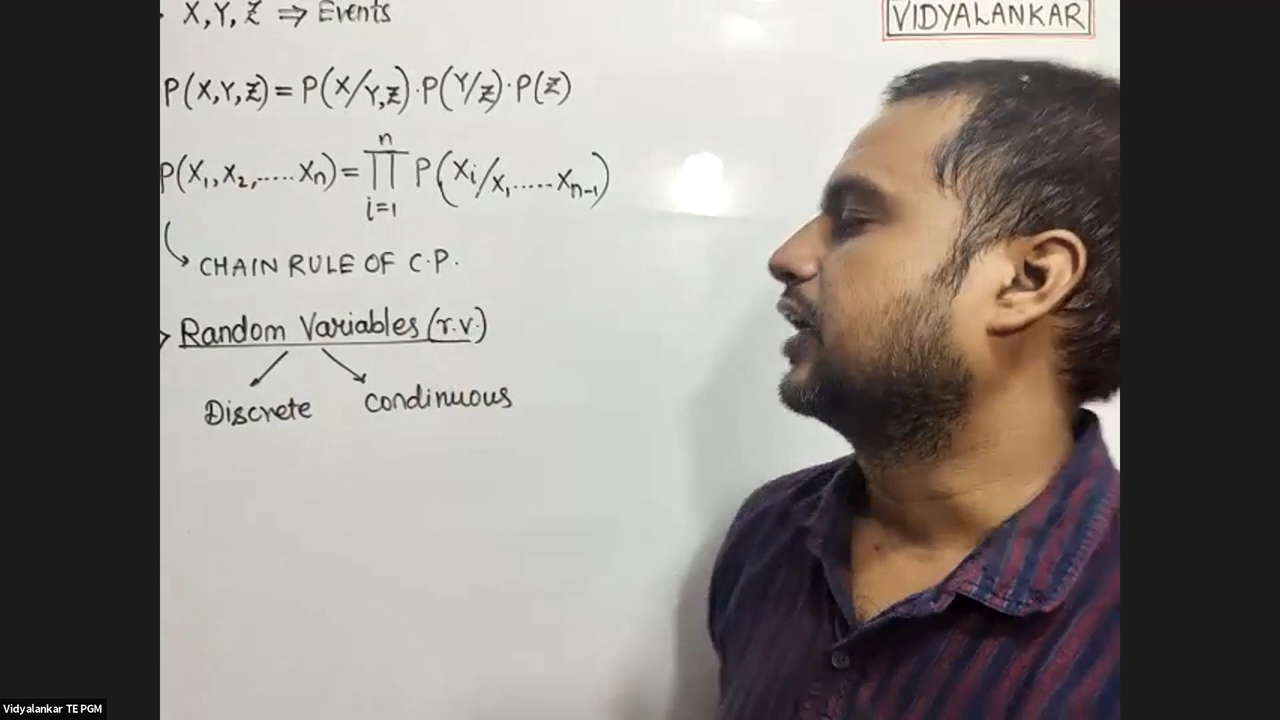 X,Y,Z ⇒ Events
VIDYALANKAR
P(X,Y,Z) = P(X/Y,Z)·P(Y/Z)·P(Z)
P(X₁,X₂,.....Xn) = ∏ⁿᵢ₌₁ P(Xi/X₁.....Xn-1)
CHAIN RULE OF C.P.
Random Variables (r.v.)
Discrete condinuous
Vidyalankar TE PGM